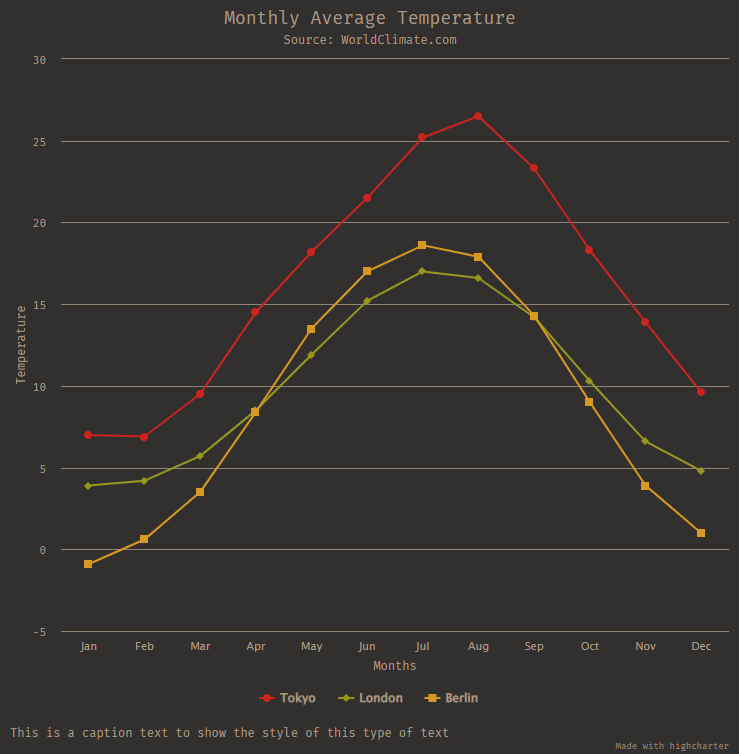 Monthly Average Temperature
Source: WorldClimate.com
30
25
20
15
10
5
0
-5
Temperature
Jan Feb Mar Apr May Jun Jul Aug Sep Oct Nov Dec
Months
Tokyo London Berlin
This is a caption text to show the style of this type of text
Made with highcharter